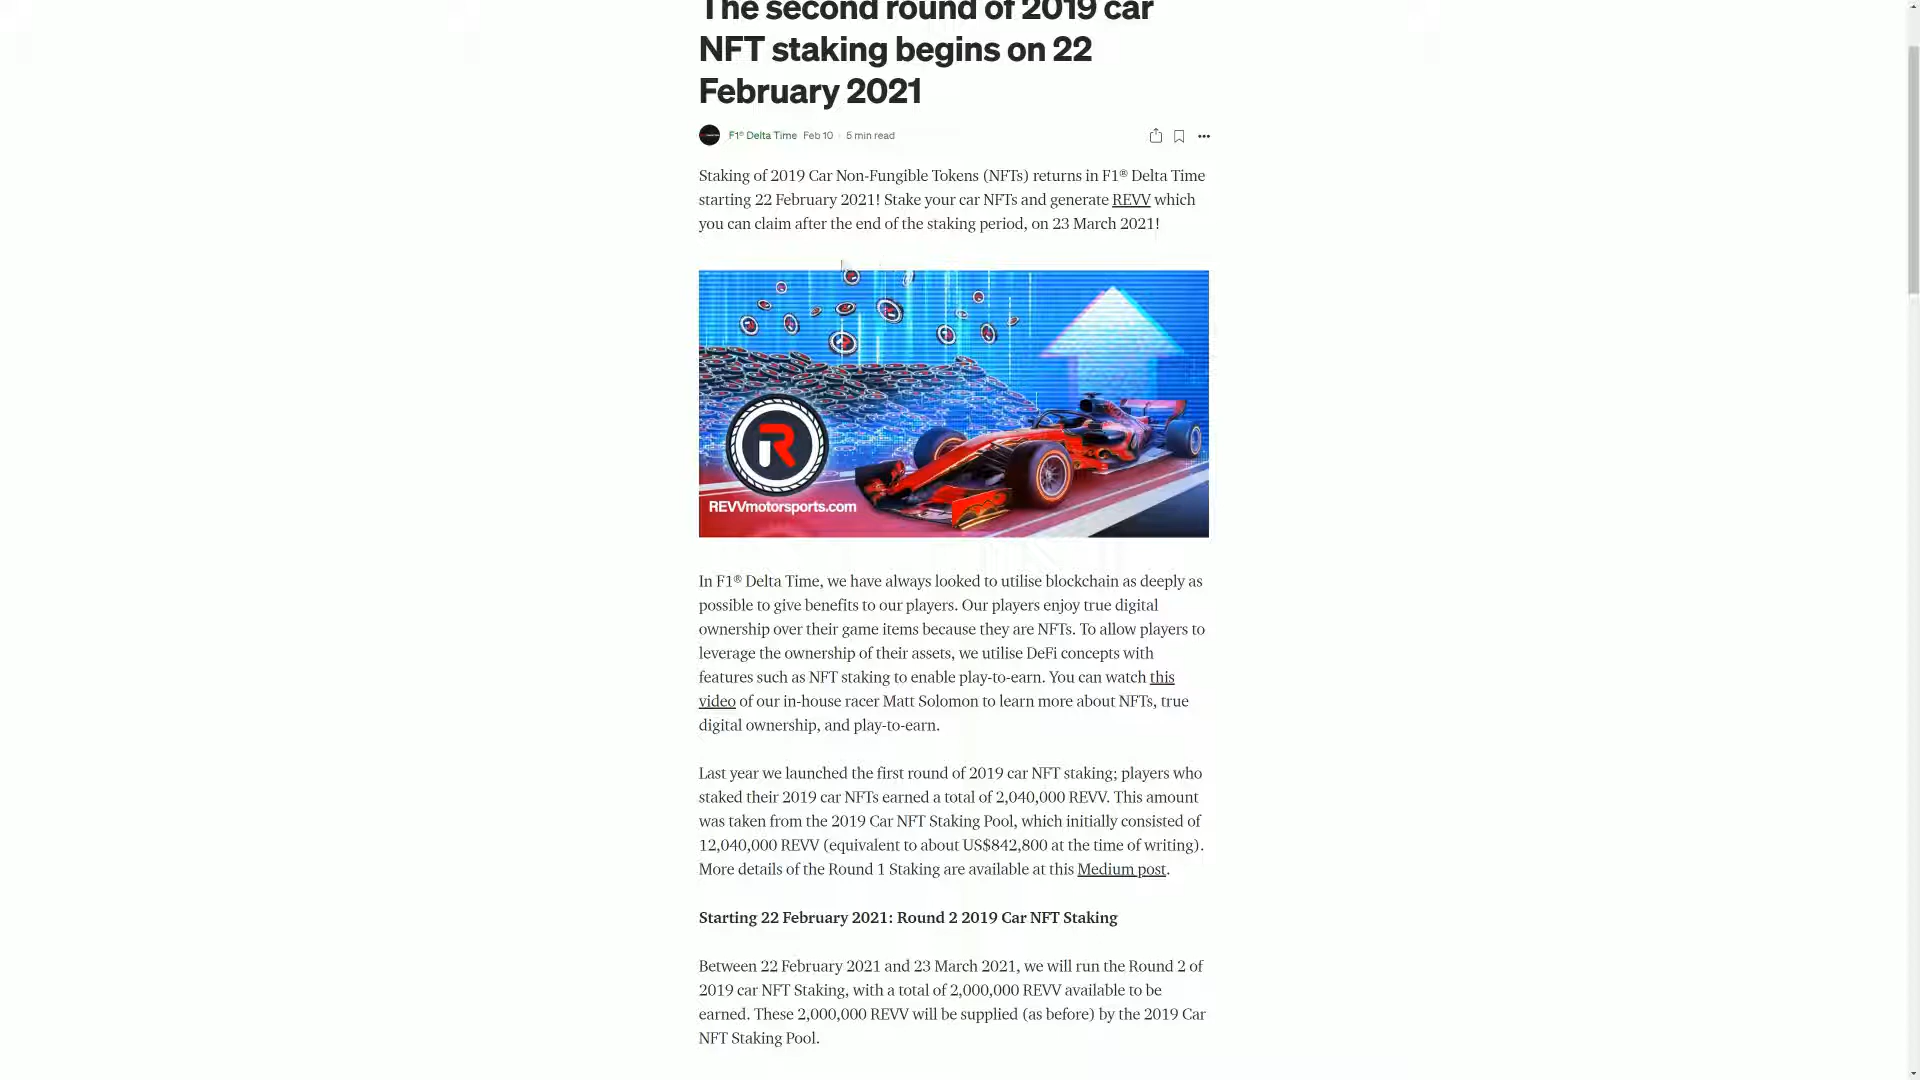 The second round of 2019 car
NFT staking begins on 22
February 2021
F1® Delta Time Feb 10 · 5 min read
Staking of 2019 Car Non-Fungible Tokens (NFTs) returns in F1® Delta Time
starting 22 February 2021! Stake your car NFTs and generate REVV which
you can claim after the end of the staking period, on 23 March 2021!
R
REVVmotorsports.com
In F1® Delta Time, we have always looked to utilise blockchain as deeply as
possible to give benefits to our players. Our players enjoy true digital
ownership over their game items because they are NFTs. To allow players to
leverage the ownership of their assets, we utilise DeFi concepts with
features such as NFT staking to enable play-to-earn. You can watch this
video of our in-house racer Matt Solomon to learn more about NFTs, true
digital ownership, and play-to-earn.
Last year we launched the first round of 2019 car NFT staking; players who
staked their 2019 car NFTs earned a total of 2,040,000 REVV. This amount
was taken from the 2019 Car NFT Staking Pool, which initially consisted of
12,040,000 REVV (equivalent to about US$842,800 at the time of writing).
More details of the Round 1 Staking are available at this Medium post.
Starting 22 February 2021: Round 2 2019 Car NFT Staking
Between 22 February 2021 and 23 March 2021, we will run the Round 2 of
2019 car NFT Staking, with a total of 2,000,000 REVV available to be
earned. These 2,000,000 REVV will be supplied (as before) by the 2019 Car
NFT Staking Pool.